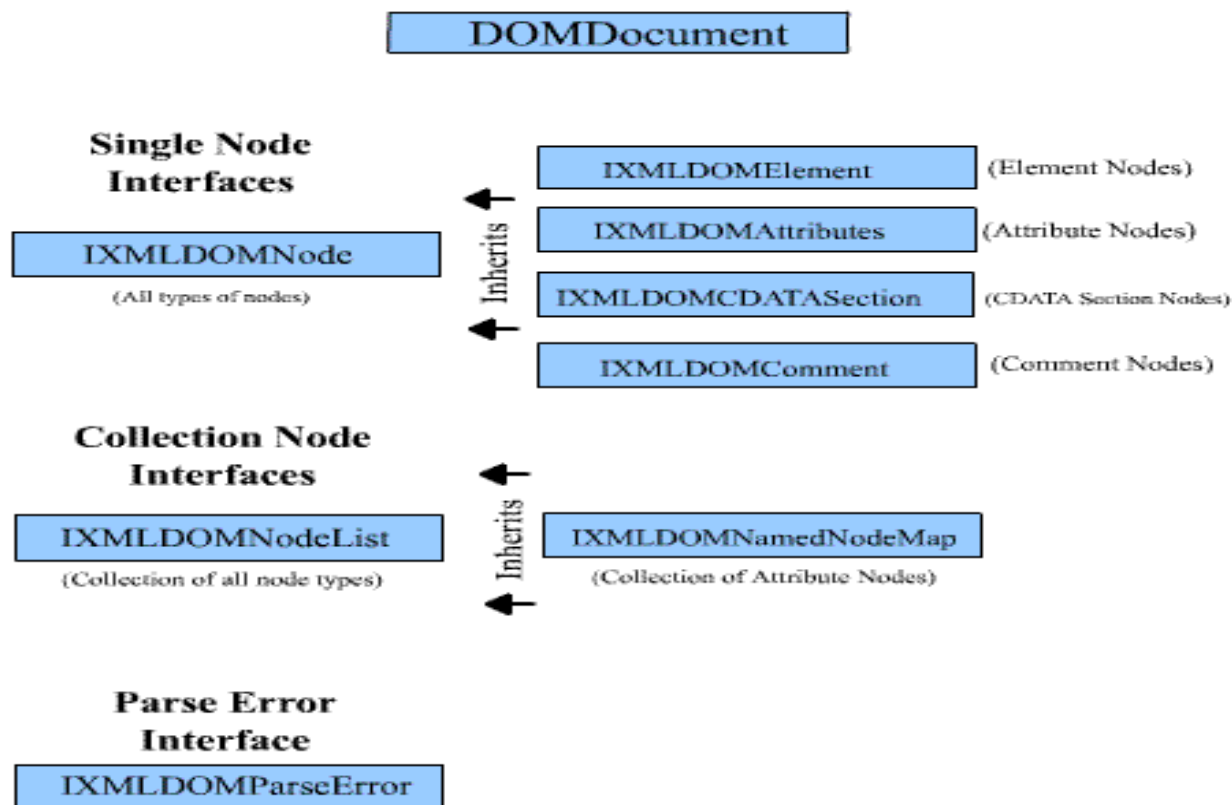 DOMDocument
Single Node
Interfaces
IXMLDOMNode
(All types of nodes)
Inherits
IXMLDOMElement
(Element Nodes)
IXMLDOMAttributes
(Attribute Nodes)
IXMLDOMCDATASection
(CDATA Section Nodes)
IXMLDOMComment
(Comment Nodes)
Collection Node
Interfaces
IXMLDOMNodeList
(Collection of all node types)
Inherits
IXMLDOMNamedNodeMap
(Collection of Attribute Nodes)
Parse Error
Interface
IXMLDOMParseError